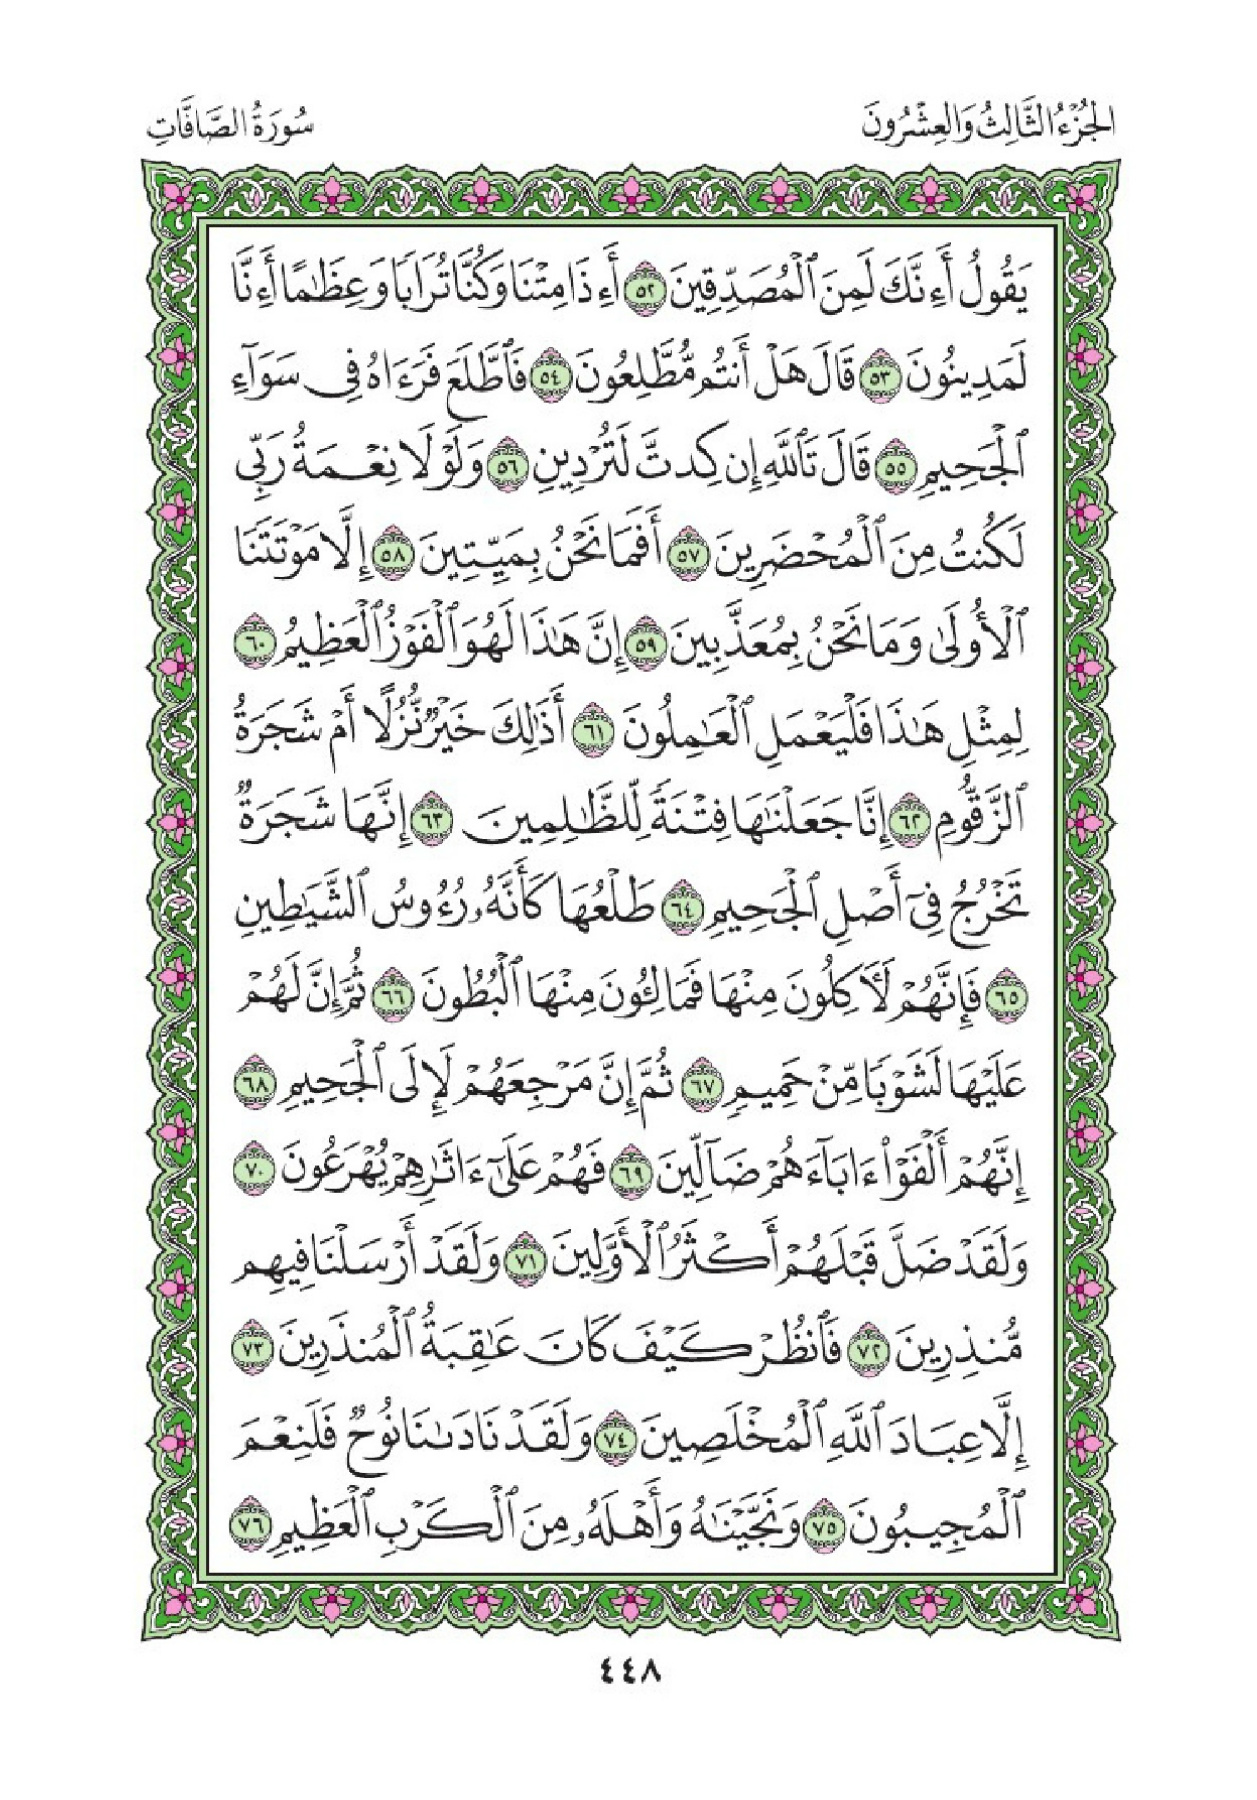 الجُزْءُ الثَّالِثُ وَالعِشْرُونَ
سُورَةُ الصَّافَّاتِ
يَقُولُ أَءِنَّكَ لَمِنَ ٱلْمُصَدِّقِينَ ٥٢ أَءِذَا مِتْنَا وَكُنَّا تُرَابًا وَعِظَٰمًا أَءِنَّا
لَمَدِينُونَ ٥٣ قَالَ هَلْ أَنتُم مُّطَّلِعُونَ ٥٤ فَٱطَّلَعَ فَرَءَاهُ فِى سَوَآءِ
ٱلْجَحِيمِ ٥٥ قَالَ تَٱللَّهِ إِن كِدتَّ لَتُرْدِينِ ٥٦ وَلَوْلَا نِعْمَةُ رَبِّى
لَكُنتُ مِنَ ٱلْمُحْضَرِينَ ٥٧ أَفَمَا نَحْنُ بِمَيِّتِينَ ٥٨ إِلَّا مَوْتَتَنَا
ٱلْأُولَىٰ وَمَا نَحْنُ بِمُعَذَّبِينَ ٥٩ إِنَّ هَٰذَا لَهُوَ ٱلْفَوْزُ ٱلْعَظِيمُ ٦٠
لِمِثْلِ هَٰذَا فَلْيَعْمَلِ ٱلْعَٰمِلُونَ ٦١ أَذَٰلِكَ خَيْرٌ نُّزُلًا أَمْ شَجَرَةُ
ٱلزَّقُّومِ ٦٢ إِنَّا جَعَلْنَٰهَا فِتْنَةً لِّلظَّٰلِمِينَ ٦٣ إِنَّهَا شَجَرَةٌ
تَخْرُجُ فِىٓ أَصْلِ ٱلْجَحِيمِ ٦٤ طَلْعُهَا كَأَنَّهُۥ رُءُوسُ ٱلشَّيَٰطِينِ
٦٥ فَإِنَّهُمْ لَءَاكِلُونَ مِنْهَا فَمَالِـُٔونَ مِنْهَا ٱلْبُطُونَ ٦٦ ثُمَّ إِنَّ لَهُمْ
عَلَيْهَا لَشَوْبًا مِّنْ حَمِيمٍ ٦٧ ثُمَّ إِنَّ مَرْجِعَهُمْ لَإِلَى ٱلْجَحِيمِ ٦٨
إِنَّهُمْ أَلْفَوْا۟ ءَابَآءَهُمْ ضَآلِّينَ ٦٩ فَهُمْ عَلَىٰٓ ءَاثَٰرِهِمْ يُهْرَعُونَ ٧٠
وَلَقَدْ ضَلَّ قَبْلَهُمْ أَكْثَرُ ٱلْأَوَّلِينَ ٧١ وَلَقَدْ أَرْسَلْنَا فِيهِم
مُّنذِرِينَ ٧٢ فَٱنظُرْ كَيْفَ كَانَ عَٰقِبَةُ ٱلْمُنذَرِينَ ٧٣
إِلَّا عِبَادَ ٱللَّهِ ٱلْمُخْلَصِينَ ٧٤ وَلَقَدْ نَادَىٰنَا نُوحٌ فَلَنِعْمَ
ٱلْمُجِيبُونَ ٧٥ وَنَجَّيْنَٰهُ وَأَهْلَهُۥ مِنَ ٱلْكَرْبِ ٱلْعَظِيمِ ٧٦
٤٤٨